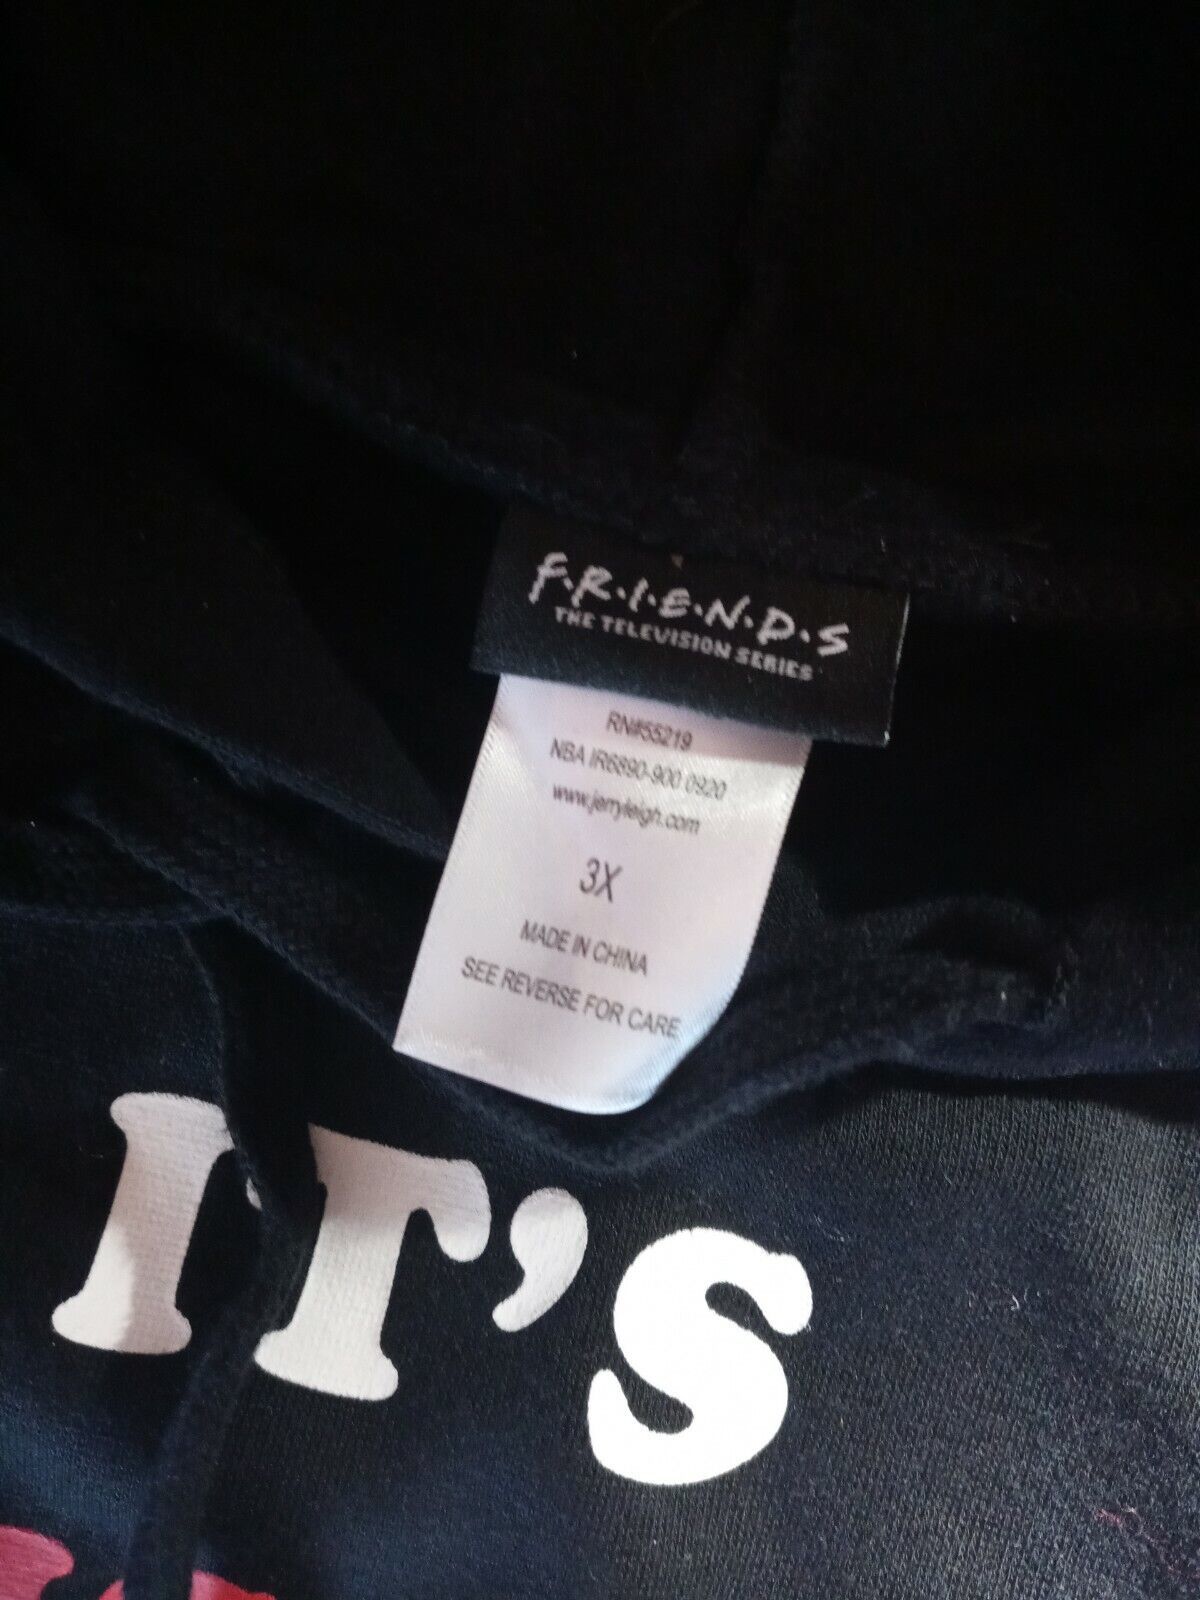 F.R.I.E.N.D.S
THE TELEVISION SERIES
RN#55219
NBA IR6890-900 0920
www.jerryleigh.com
3X
MADE IN CHINA
SEE REVERSE FOR CARE
IT'S